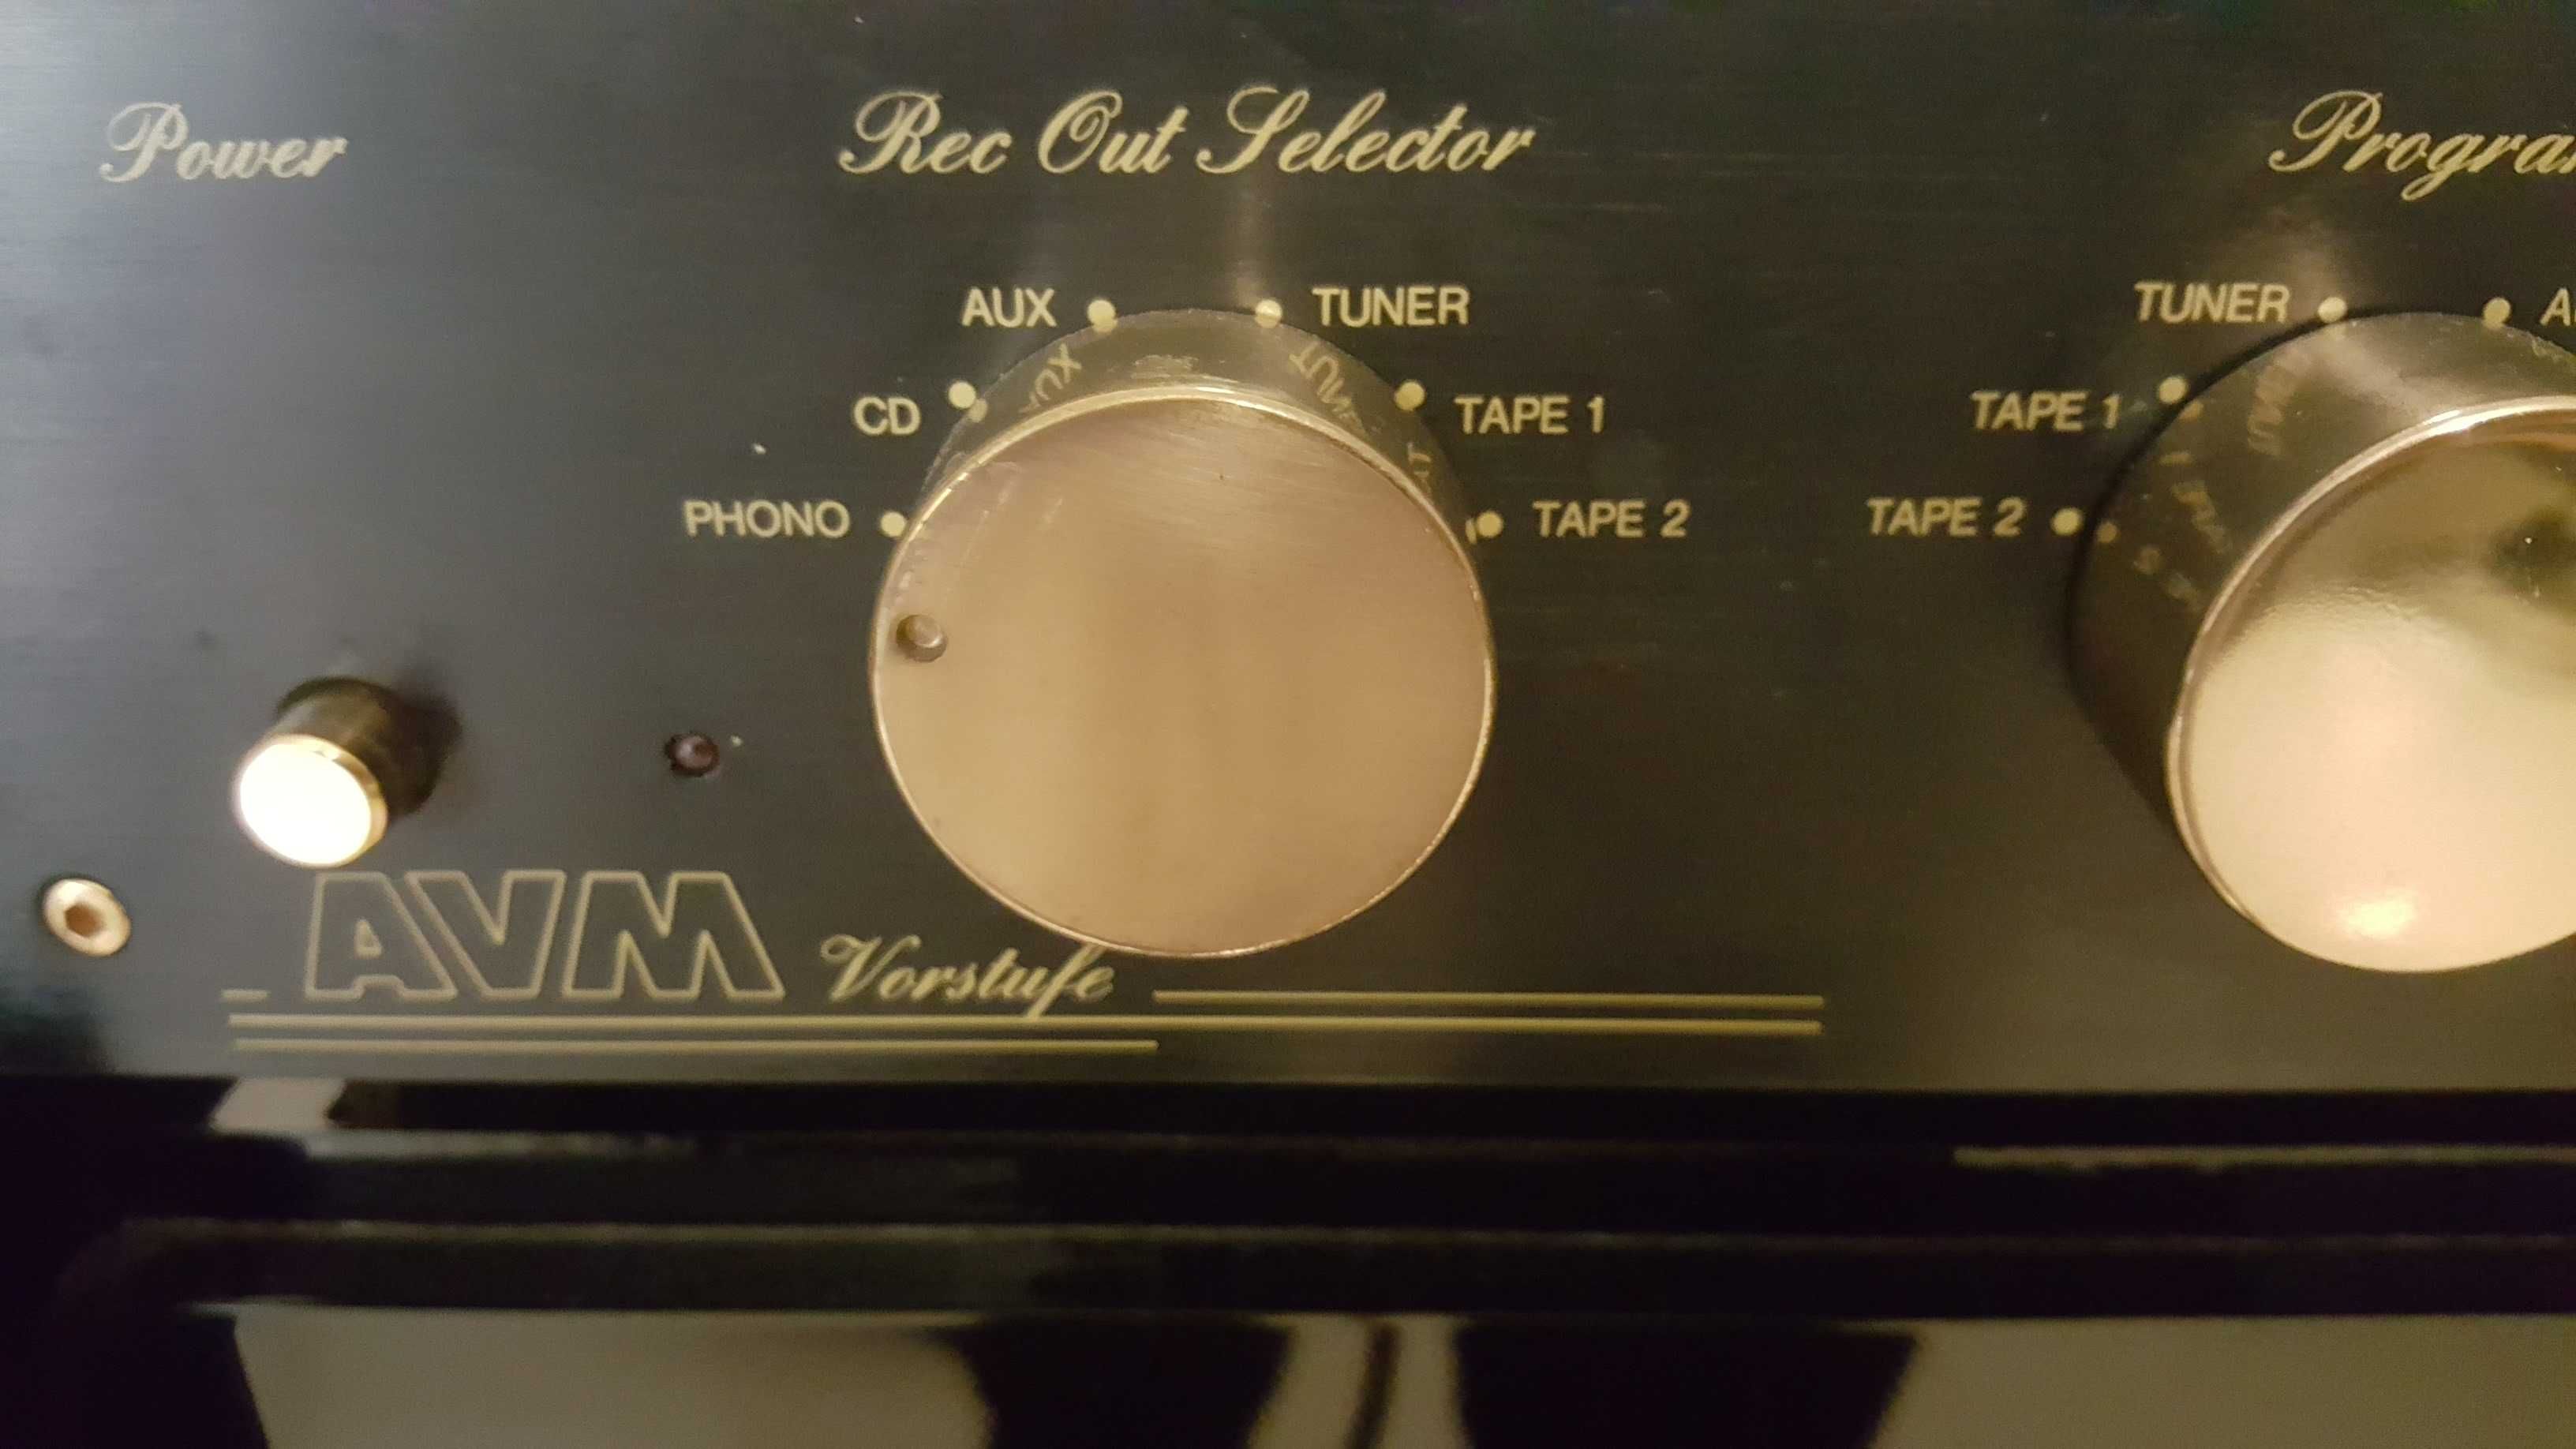 Power
Rec Out Selector
AUX
TUNER
CD
TAPE 1
PHONO
TAPE 2
TUNER
TAPE 1
TAPE 2
AVM Vorstufe